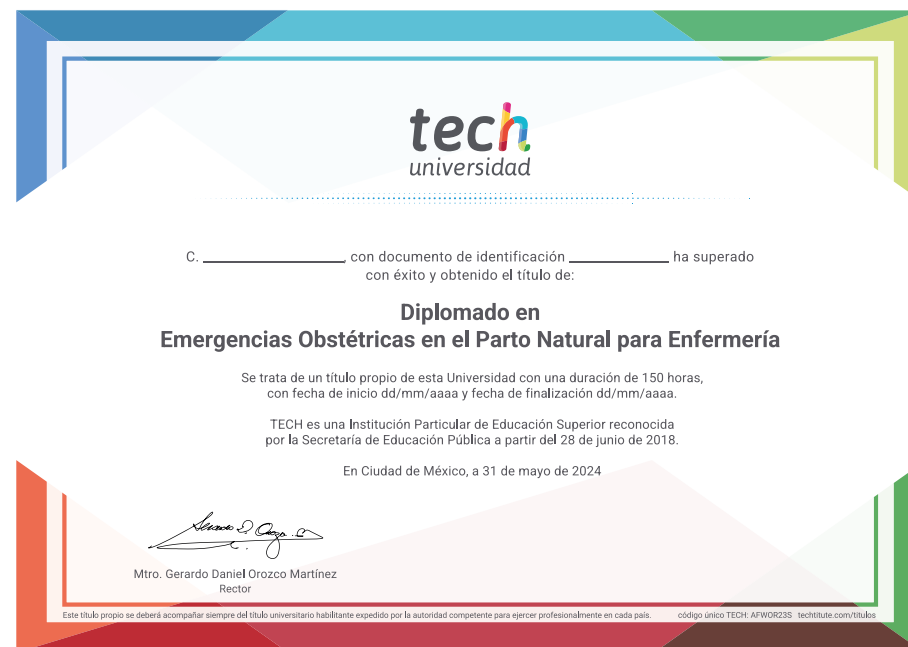 tech
universidad
C. ____________, con documento de identificación ____________ ha superado
con éxito y obtenido el título de:
Diplomado en
Emergencias Obstétricas en el Parto Natural para Enfermería
Se trata de un título propio de esta Universidad con una duración de 150 horas,
con fecha de inicio dd/mm/aaaa y fecha de finalización dd/mm/aaaa.
TECH es una Institución Particular de Educación Superior reconocida
por la Secretaría de Educación Pública a partir del 28 de junio de 2018.
En Ciudad de México, a 31 de mayo de 2024
Mtro. Gerardo Daniel Orozco Martínez
Rector
Este título propio se deberá acompañar siempre del título universitario habilitante expedido por la autoridad competente para ejercer profesionalmente en cada país. código único TECH: AFWOR23S techtitute.com/titulos